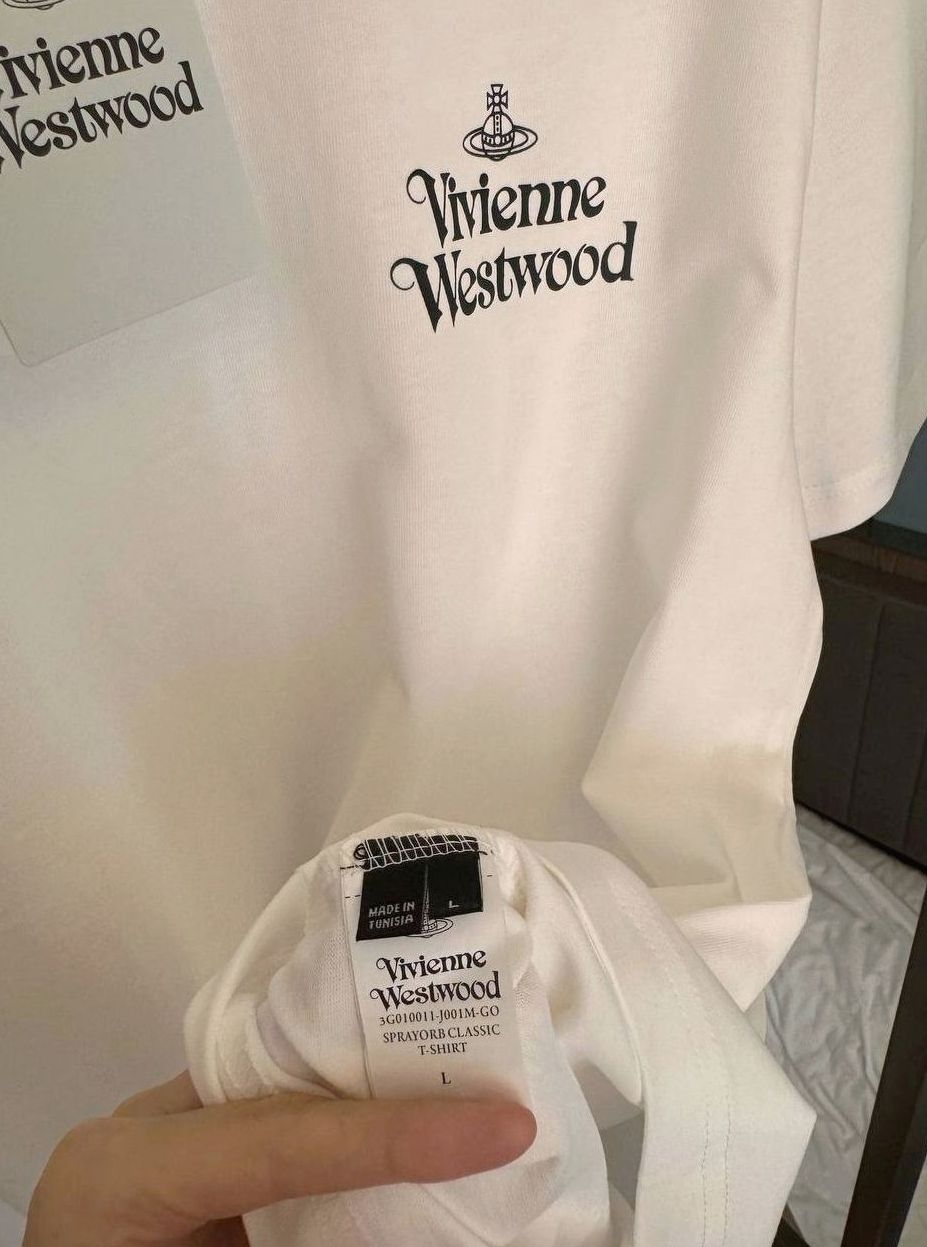 Vivienne
Westwood
Vivienne
Westwood
MADE IN
TUNISIA
L
Vivienne
Westwood
3G010011-J001M-GO
SPRAYORB CLASSIC
T-SHIRT
L